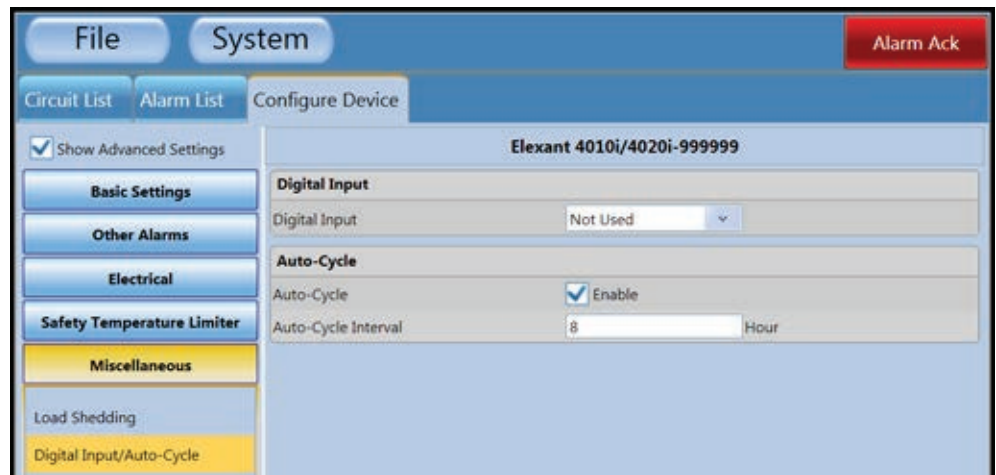 File System Alarm Ack
Circuit List Alarm List Configure Device
Show Advanced Settings
Elexant 4010i/4020i-999999
Basic Settings
Other Alarms
Electrical
Safety Temperature Limiter
Miscellaneous
Load Shedding
Digital Input/Auto-Cycle
Digital Input
Digital Input Not Used
Auto-Cycle
Auto-Cycle Enable
Auto-Cycle Interval 8 Hour